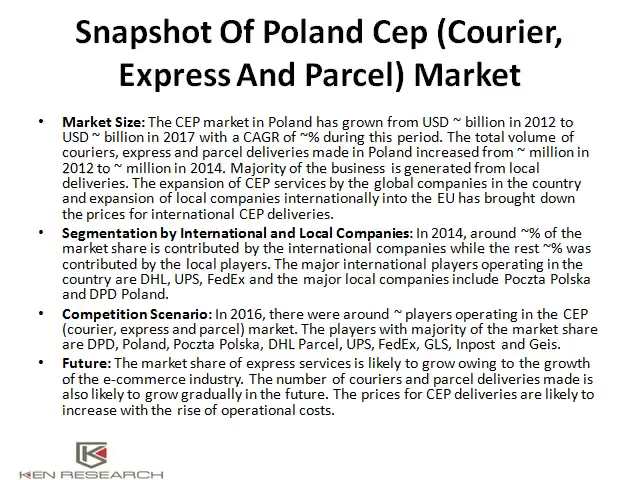 Snapshot Of Poland Cep (Courier,
Express And Parcel) Market
• Market Size: The CEP market in Poland has grown from USD ~ billion in 2012 to
USD ~ billion in 2017 with a CAGR of ~% during this period. The total volume of
couriers, express and parcel deliveries made in Poland increased from ~ million in
2012 to ~ million in 2014. Majority of the business is generated from local
deliveries. The expansion of CEP services by the global companies in the country
and expansion of local companies internationally into the EU has brought down
the prices for international CEP deliveries.
• Segmentation by International and Local Companies: In 2014, around ~% of the
market share is contributed by the international companies while the rest ~% was
contributed by the local players. The major international players operating in the
country are DHL, UPS, FedEx and the major local companies include Poczta Polska
and DPD Poland.
• Competition Scenario: In 2016, there were around ~ players operating in the CEP
(courier, express and parcel) market. The players with majority of the market share
are DPD, Poland, Poczta Polska, DHL Parcel, UPS, FedEx, GLS, Inpost and Geis.
• Future: The market share of express services is likely to grow owing to the growth
of the e-commerce industry. The number of couriers and parcel deliveries made is
also likely to grow gradually in the future. The prices for CEP deliveries are likely to
increase with the rise of operational costs.
KEN RESEARCH